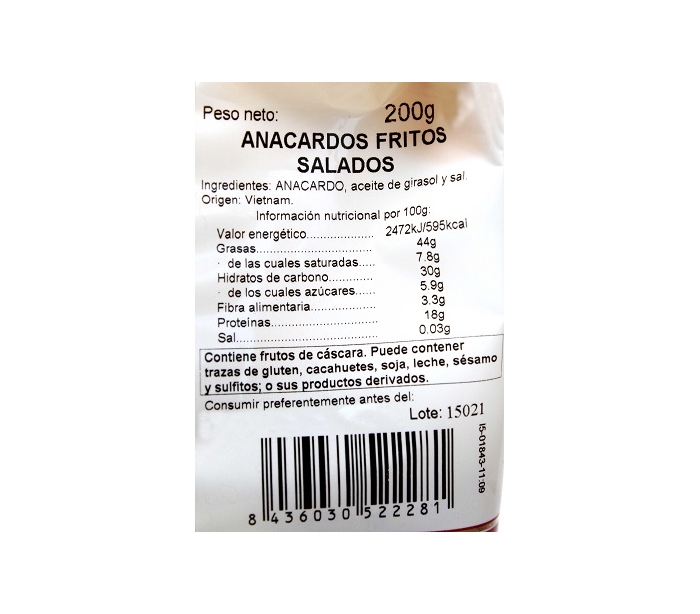 Peso neto: 200g
ANACARDOS FRITOS
SALADOS
Ingredientes: ANACARDO, aceite de girasol y sal.
Origen: Vietnam.
Información nutricional por 100g:
Valor energético.................... 2472kJ/595kcal
Grasas.................................. 44g
· de las cuales saturadas..... 7.8g
Hidratos de carbono............. 30g
· de los cuales azúcares...... 5.9g
Fibra alimentaria................... 3.3g
Proteínas............................... 18g
Sal......................................... 0.03g
Contiene frutos de cáscara. Puede contener
trazas de gluten, cacahuetes, soja, leche, sésamo
y sulfitos; o sus productos derivados.
Consumir preferentemente antes del:
Lote: 15021
I5-01843-11:09
8 436030 522281